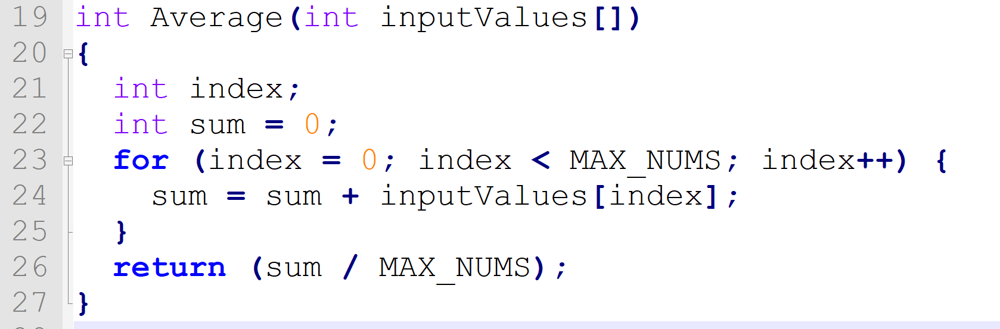 19 int Average(int inputValues[])
20 {
21   int index;
22   int sum = 0;
23   for (index = 0; index < MAX_NUMS; index++) {
24     sum = sum + inputValues[index];
25   }
26   return (sum / MAX_NUMS);
27 }